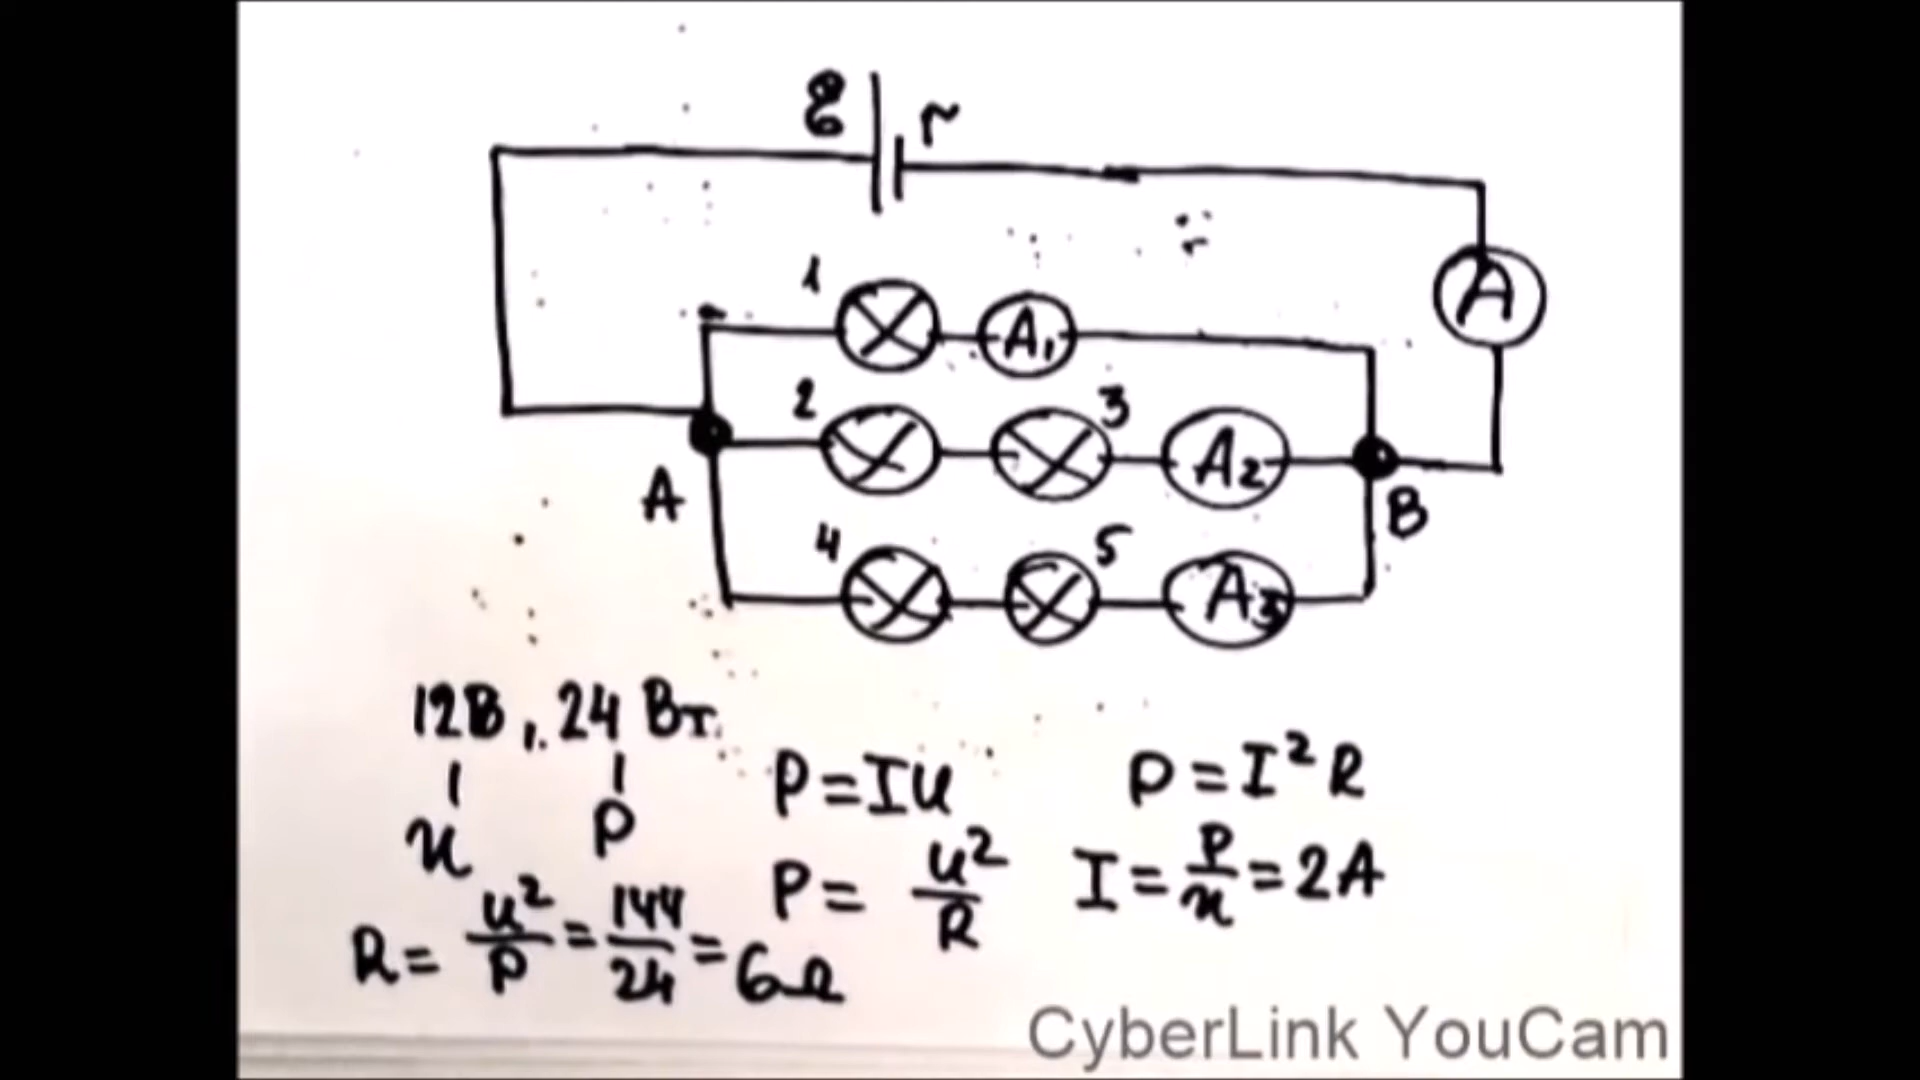 ℰ r
A
1 A₁
2 3 A₂
A B
4 5 A₃
12В, 24 Вт.
u P
P=Iu P=I²R
P=u²/R I=P/u=2A
R=u²/P=144/24=6Ω
CyberLink YouCam